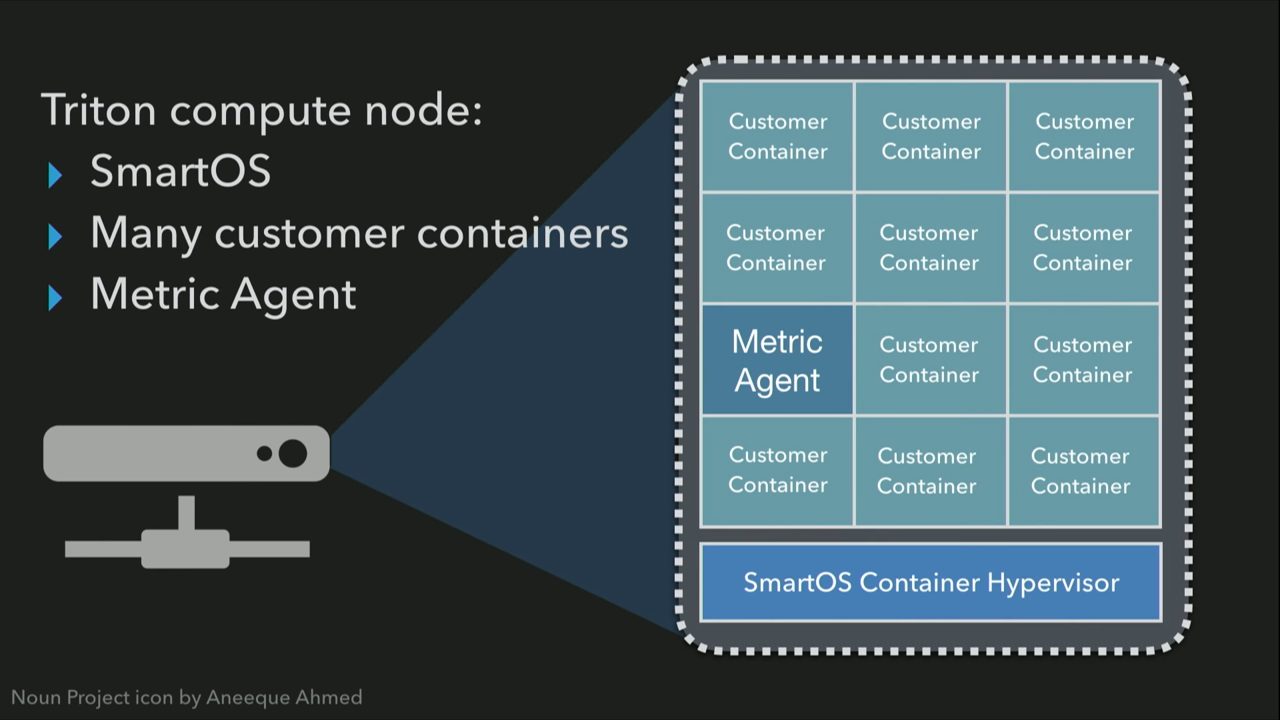 Triton compute node:
SmartOS
Many customer containers
Metric Agent
Customer
Container
Customer
Container
Customer
Container
Customer
Container
Customer
Container
Customer
Container
Metric
Agent
Customer
Container
Customer
Container
Customer
Container
Customer
Container
Customer
Container
SmartOS Container Hypervisor
Noun Project icon by Aneeque Ahmed